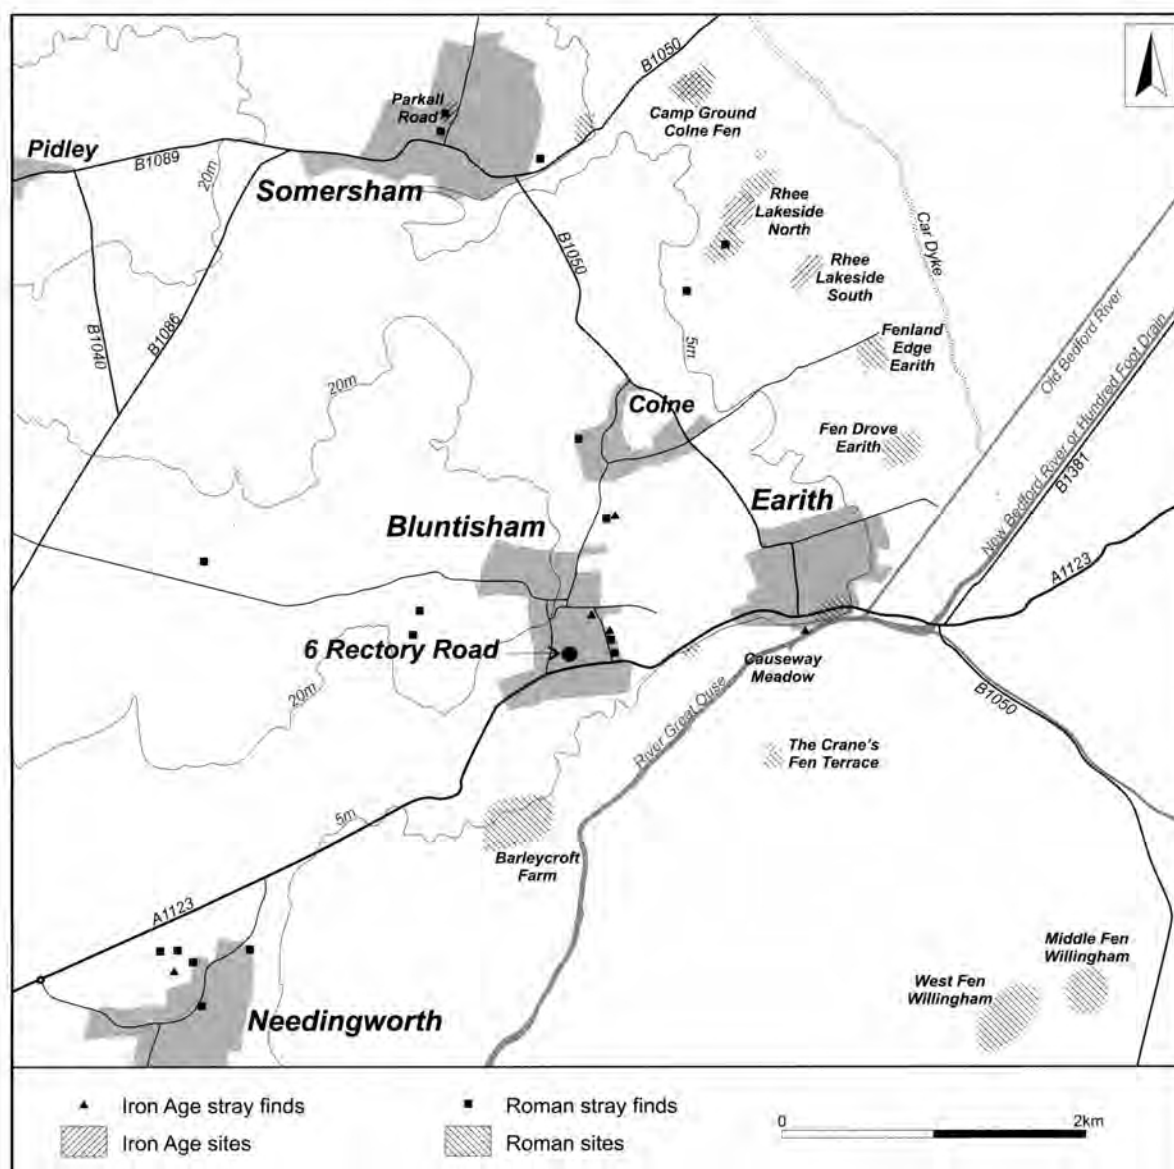 B1050
Parkall
Road
Camp Ground
Colne Fen
Pidley
B1089
20m
Somersham
Rhee
Lakeside
North
Car Dyke
B1050
Rhee
Lakeside
South
B1040
B1086
5m
Fenland
Edge
Earith
Old Bedford River
New Bedford River or Hundred Foot Drain
B1381
20m
Colne
Fen Drove
Earith
Earith
Bluntisham
A1123
6 Rectory Road
Causeway
Meadow
20m
B1050
River Great Ouse
The Crane's
Fen Terrace
5m
Barleycroft
Farm
A1123
Middle Fen
Willingham
West Fen
Willingham
Needingworth
Iron Age stray finds
Roman stray finds
0
2km
Iron Age sites
Roman sites